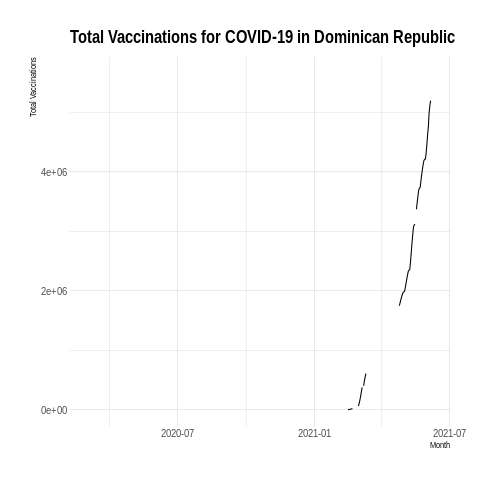 Total Vaccinations for COVID-19 in Dominican Republic
Total Vaccinations
4e+06
2e+06
0e+00
2020-07
2021-01
2021-07
Month